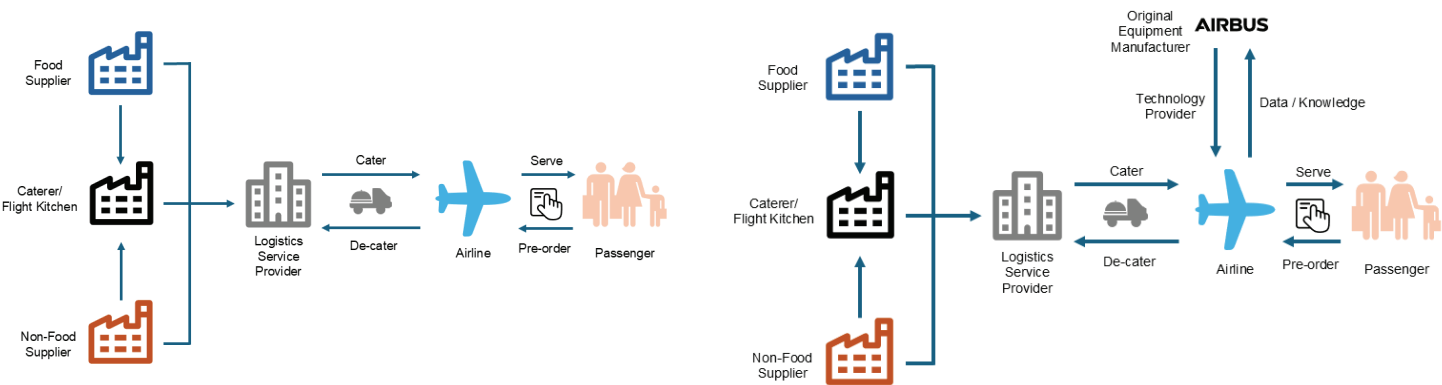 Food
Supplier
Caterer/
Flight Kitchen
Non-Food
Supplier
Logistics
Service
Provider
Cater
De-cater
Airline
Serve
Pre-order
Passenger
Original
Equipment
Manufacturer
AIRBUS
Technology
Provider
Data / Knowledge
Food
Supplier
Caterer/
Flight Kitchen
Non-Food
Supplier
Logistics
Service
Provider
Cater
De-cater
Airline
Serve
Pre-order
Passenger